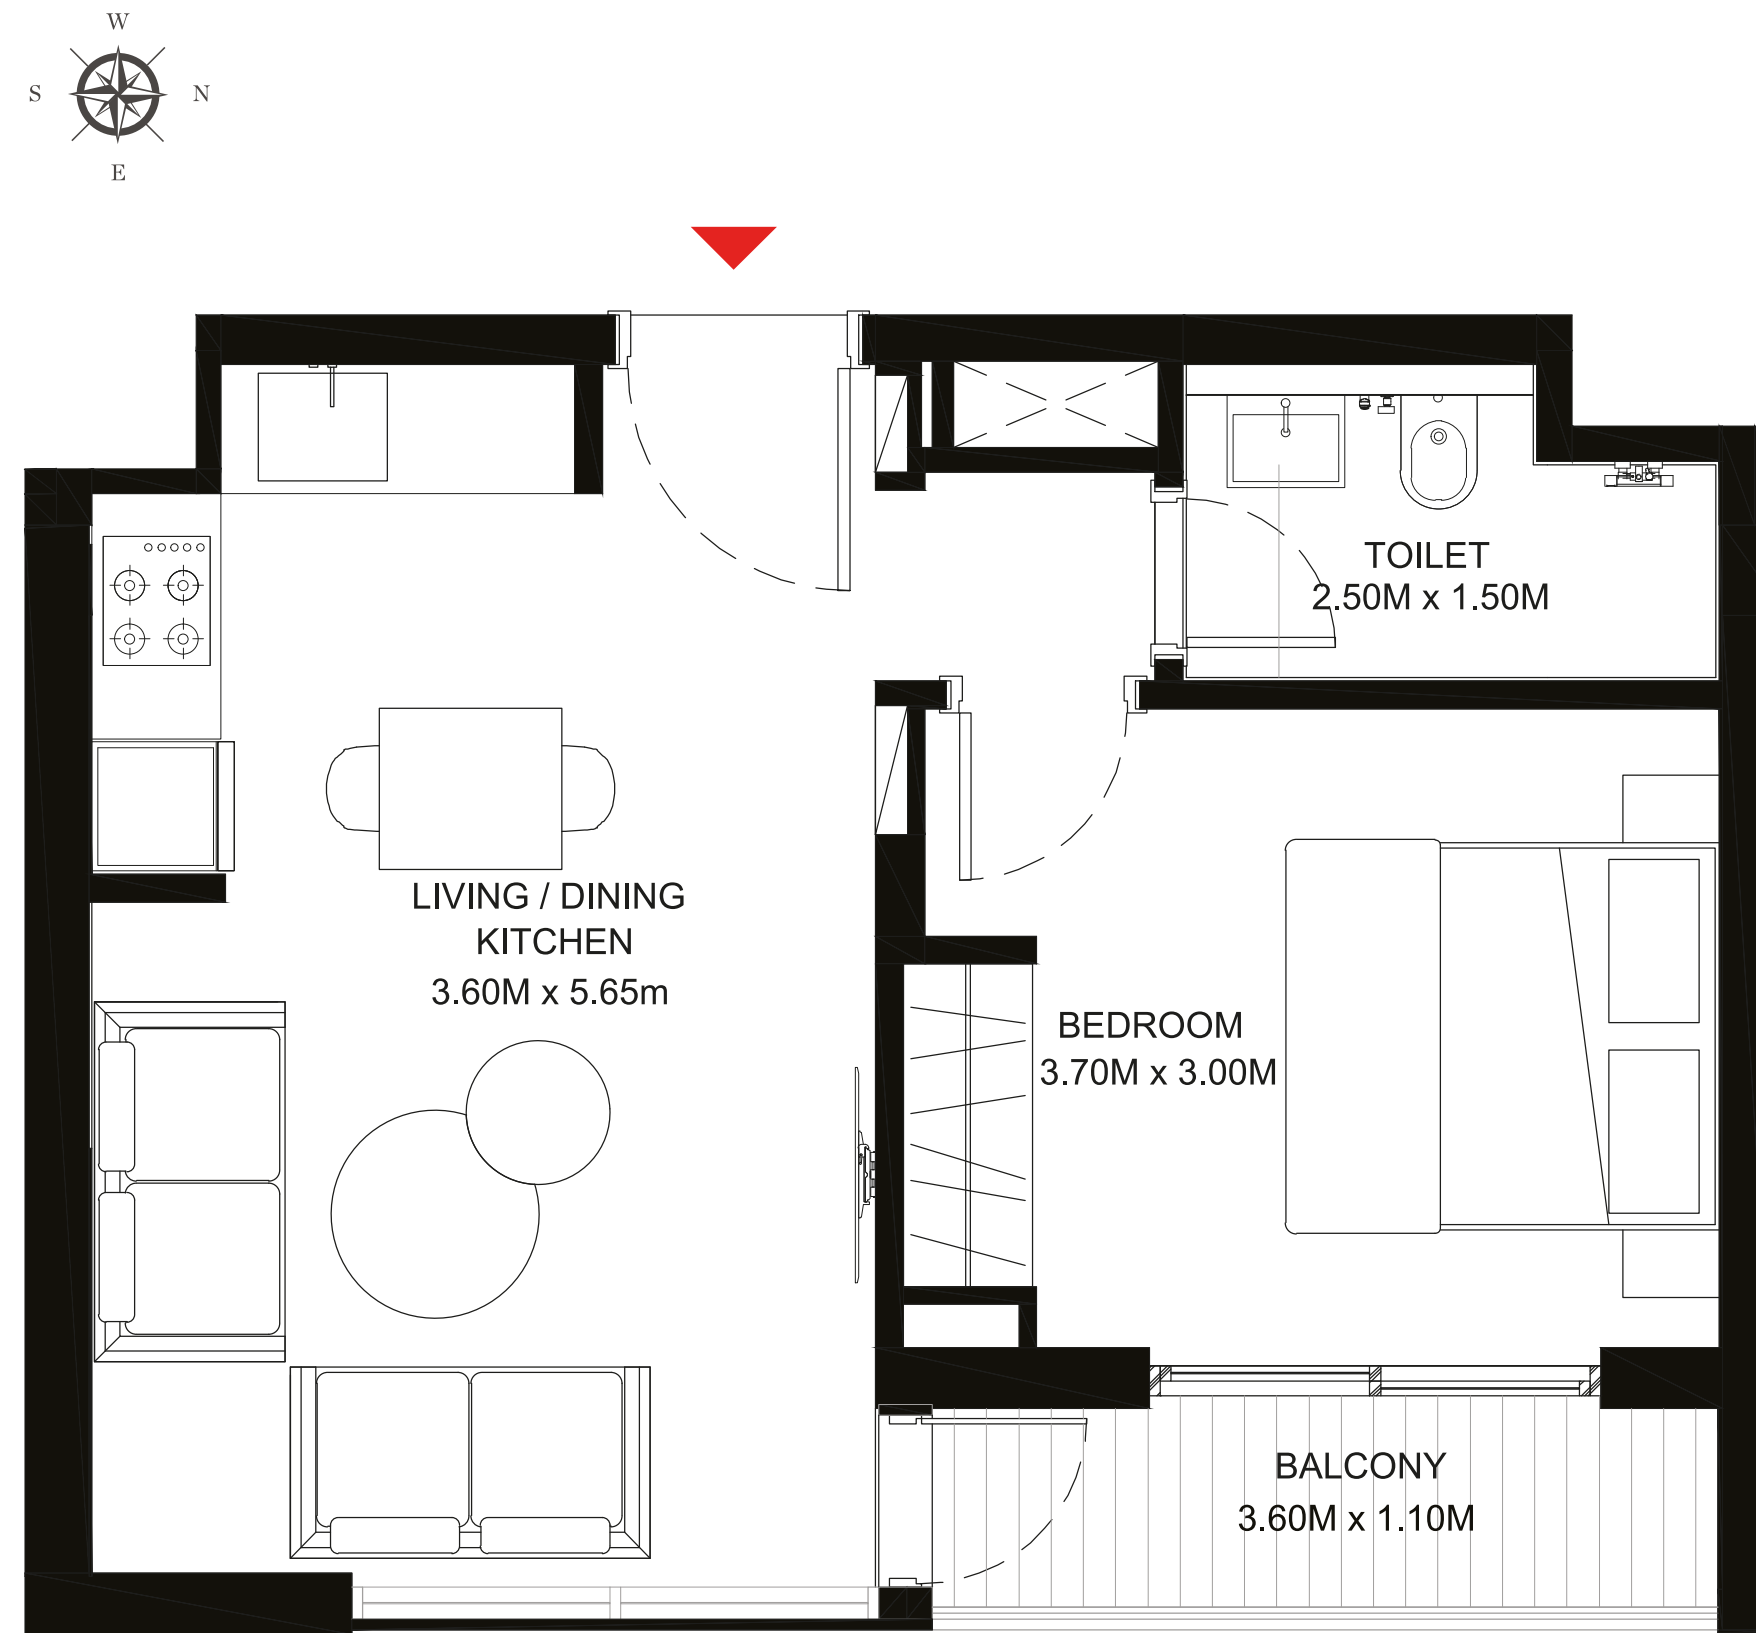 W
S
N
E
TOILET
2.50M x 1.50M
LIVING / DINING
KITCHEN
3.60M x 5.65m
BEDROOM
3.70M x 3.00M
BALCONY
3.60M x 1.10M